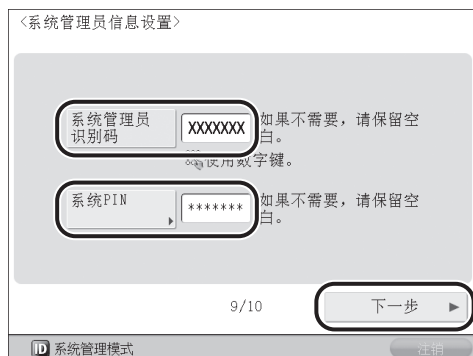 <系统管理员信息设置>
系统管理员
识别码
XXXXXXX
如果不需要，请保留空
白。
使用数字键。
系统PIN
*******
如果不需要，请保留空
白。
9/10
下一步
ID 系统管理模式
注销